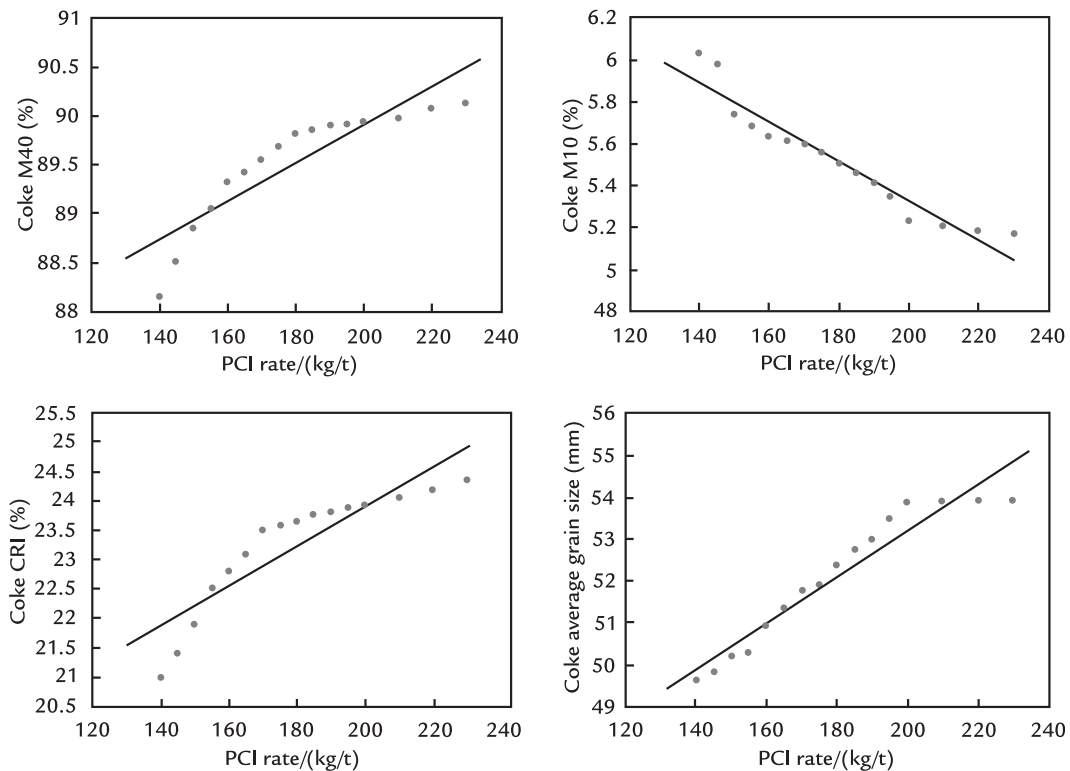 Coke M40 (%)
91
90.5
90
89.5
89
88.5
88
120 140 160 180 200 220 240
PCI rate/(kg/t)
Coke M10 (%)
6.2
6
5.8
5.6
5.4
5.2
5
48
120 140 160 180 200 220 240
PCI rate/(kg/t)
Coke CRI (%)
25.5
25
24.5
24
23.5
23
22.5
22
21.5
21
20.5
120 140 160 180 200 220 240
PCI rate/(kg/t)
Coke average grain size (mm)
56
55
54
53
52
51
50
49
120 140 160 180 200 220 240
PCI rate/(kg/t)